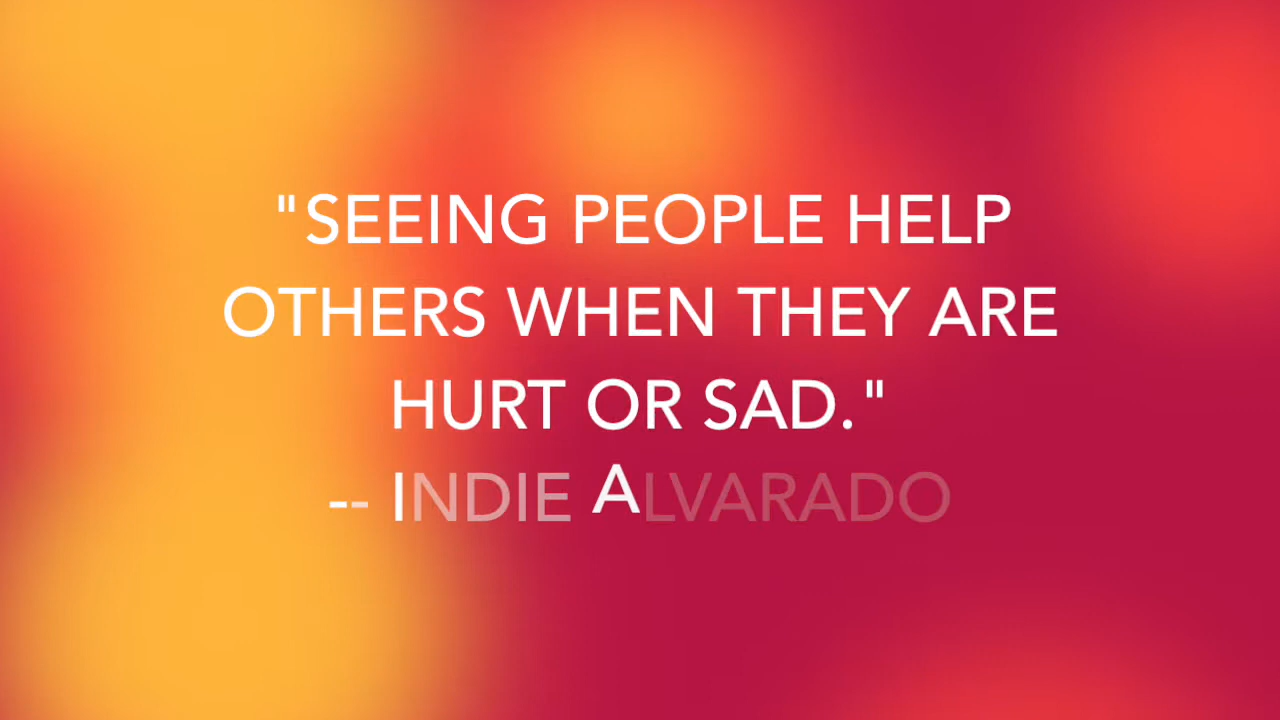 "SEEING PEOPLE HELP
OTHERS WHEN THEY ARE
HURT OR SAD."
-- INDIE ALVARADO